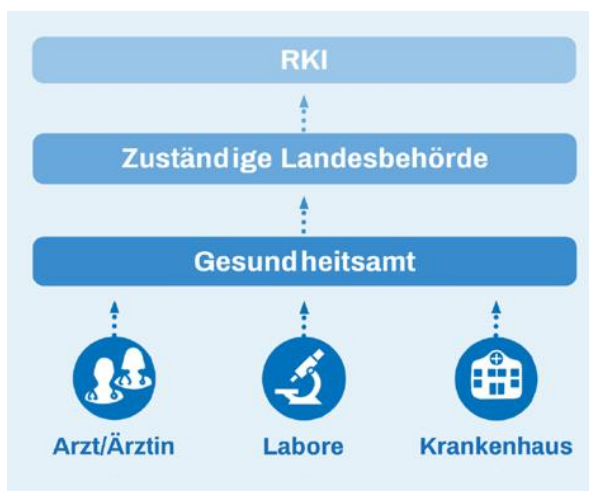 RKI
Zuständige Landesbehörde
Gesundheitsamt
Arzt/Ärztin
Labore
Krankenhaus